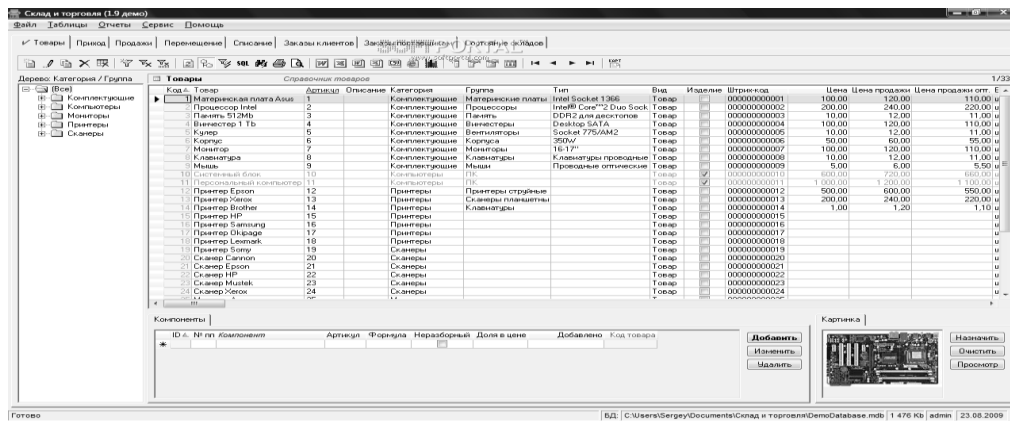 Склад и торговля (1.9 демо)
Файл Таблицы Отчеты Сервис Помощь
Товары Приход Продажи Перемещение Списание Заказы клиентов Состояние складов
SOFTPORTAL
www.softportal.com
SQL
Дерево: Категория / Группа
Товары Справочник товаров 1/33
(Все)
Комплектующие
Компьютеры
Мониторы
Принтеры
Сканеры
Код Товар Артикул Описание Категория Группа Тип Вид Изделие Штрих-код Цена Цена продажи Цена продажи опт. Е
1 Материнская плата Asus 1 Комплектующие Материнские платы Intel Socket 1366 Товар 000000000001 100,00 120,00 110,00 u
2 Процессор Intel 2 Комплектующие Процессоры Intel® Core™2 Duo Sock Товар 000000000002 200,00 240,00 220,00 u
3 Память 512Mb 3 Комплектующие Память DDR2 для десктопов Товар 000000000003 10,00 12,00 11,00 u
4 Винчестер 1 Tb 4 Комплектующие Винчестеры Desktop SATA Товар 000000000004 100,00 120,00 110,00 u
5 Кулер 5 Комплектующие Вентиляторы Socket 775/AM2 Товар 000000000005 10,00 12,00 11,00 u
6 Корпус 6 Комплектующие Корпуса 350W Товар 000000000006 50,00 60,00 55,00 u
7 Монитор 7 Комплектующие Мониторы 16-17" Товар 000000000007 100,00 120,00 110,00 u
8 Клавиатура 8 Комплектующие Клавиатуры Клавиатуры проводные Товар 000000000008 10,00 12,00 11,00 u
9 Мышь 9 Комплектующие Мыши Проводные оптические Товар 000000000009 5,00 6,00 5,50 u
10 Системный блок 10 Компьютеры ПК Товар 000000000010 600,00 720,00 660,00 u
11 Персональный компьютер 11 Компьютеры ПК Товар 000000000011 1 000,00 1 200,00 1 100,00 u
12 Принтер Epson 12 Принтеры Принтеры струйные Товар 000000000012 500,00 600,00 550,00 u
13 Принтер Xerox 13 Принтеры Сканеры планшетны Товар 000000000013 200,00 240,00 220,00 u
14 Принтер Brother 14 Принтеры Клавиатуры Товар 000000000014 1,00 1,20 1,10 u
15 Принтер HP 15 Принтеры Товар 000000000015 u
16 Принтер Samsung 16 Принтеры Товар 000000000016 u
17 Принтер Okipage 17 Принтеры Товар 000000000017 u
18 Принтер Lexmark 18 Принтеры Товар 000000000018 u
19 Принтер Sony 19 Сканеры Товар 000000000019 u
20 Сканер Cannon 20 Сканеры Товар 000000000020 u
21 Сканер Epson 21 Сканеры Товар 000000000021 u
22 Сканер HP 22 Сканеры Товар 000000000022 u
23 Сканер Mustek 23 Сканеры Товар 000000000023 u
24 Сканер Xerox 24 Сканеры Товар 000000000024 u
Компоненты Картинка
ID № пп Компонент Артикул Формула Неразборный Доля в цене Добавлено Код товара
Добавить
Изменить
Удалить
Назначить
Очистить
Просмотр
Готово БД: C:\Users\Sergey\Documents\Склад и торговля\DemoDatabase.mdb 1 476 Kb admin 23.08.2009